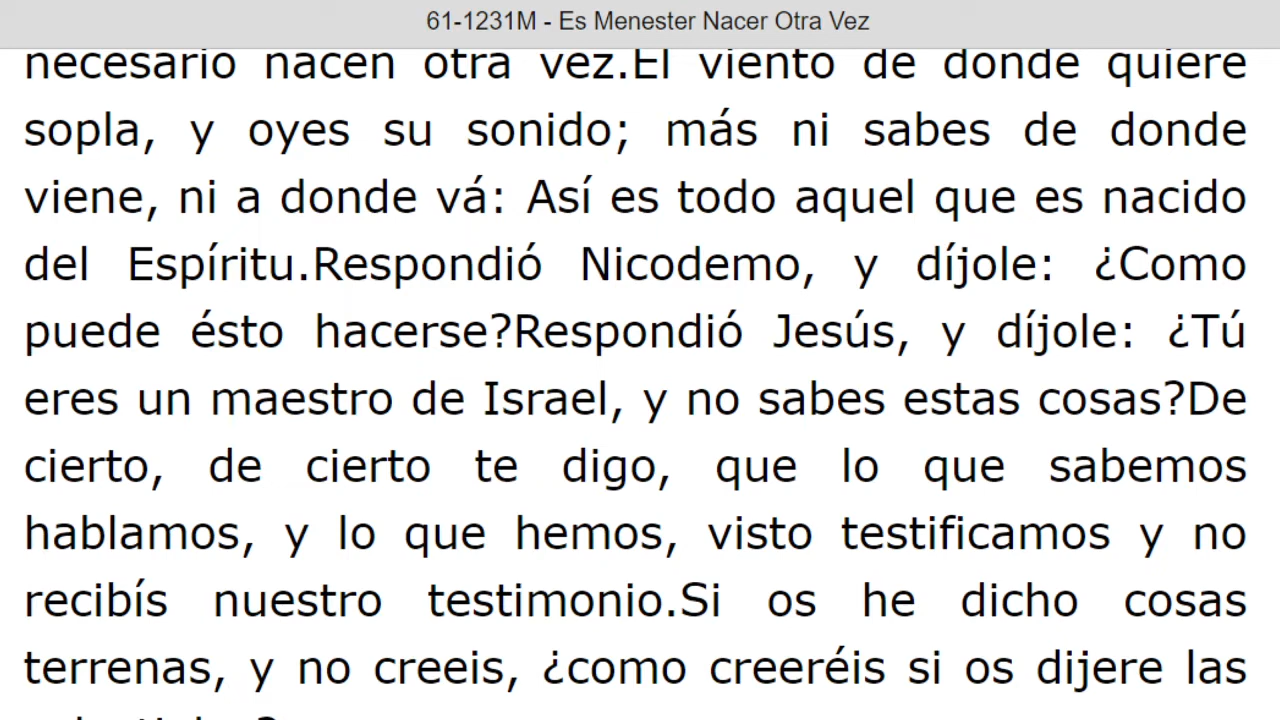 61-1231M - Es Menester Nacer Otra Vez
necesario nacen otra vez.El viento de donde quiere
sopla, y oyes su sonido; más ni sabes de donde
viene, ni a donde vá: Así es todo aquel que es nacido
del Espíritu.Respondió Nicodemo, y díjole: ¿Como
puede ésto hacerse?Respondió Jesús, y díjole: ¿Tú
eres un maestro de Israel, y no sabes estas cosas?De
cierto, de cierto te digo, que lo que sabemos
hablamos, y lo que hemos, visto testificamos y no
recibís nuestro testimonio.Si os he dicho cosas
terrenas, y no creeis, ¿como creeréis si os dijere las